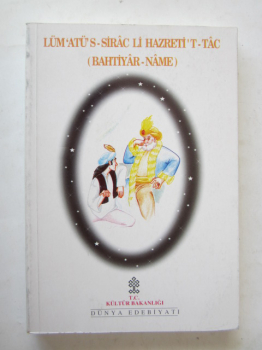 LÜM'ATÜ'S-SİRÂC Lİ HAZRETİ'T-TÂC
(BAHTİYÂR-NÂME)
T.C.
KÜLTÜR BAKANLIĞI
DÜNYA EDEBİYATI